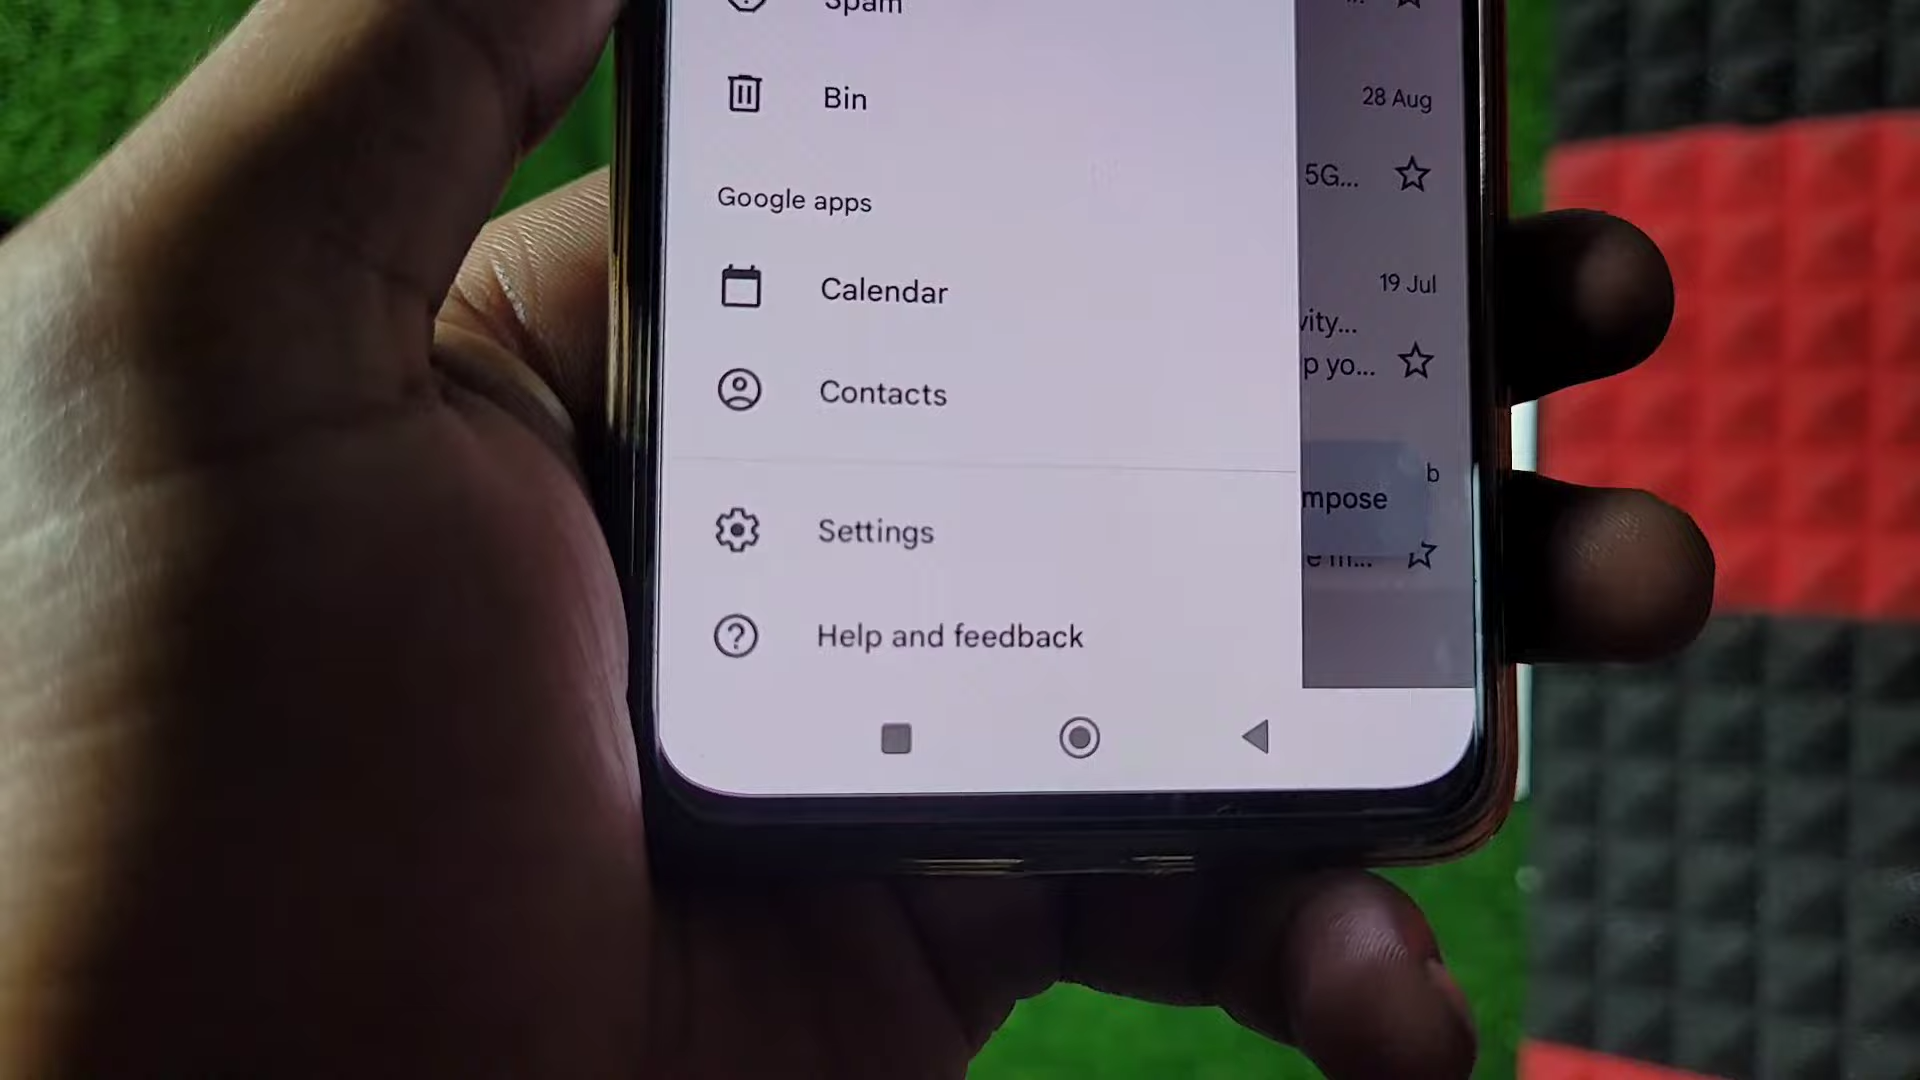 Spam
Bin
28 Aug
Google apps
5G...
Calendar
19 Jul
vity...
p yo...
Contacts
b
mpose
Settings
Help and feedback